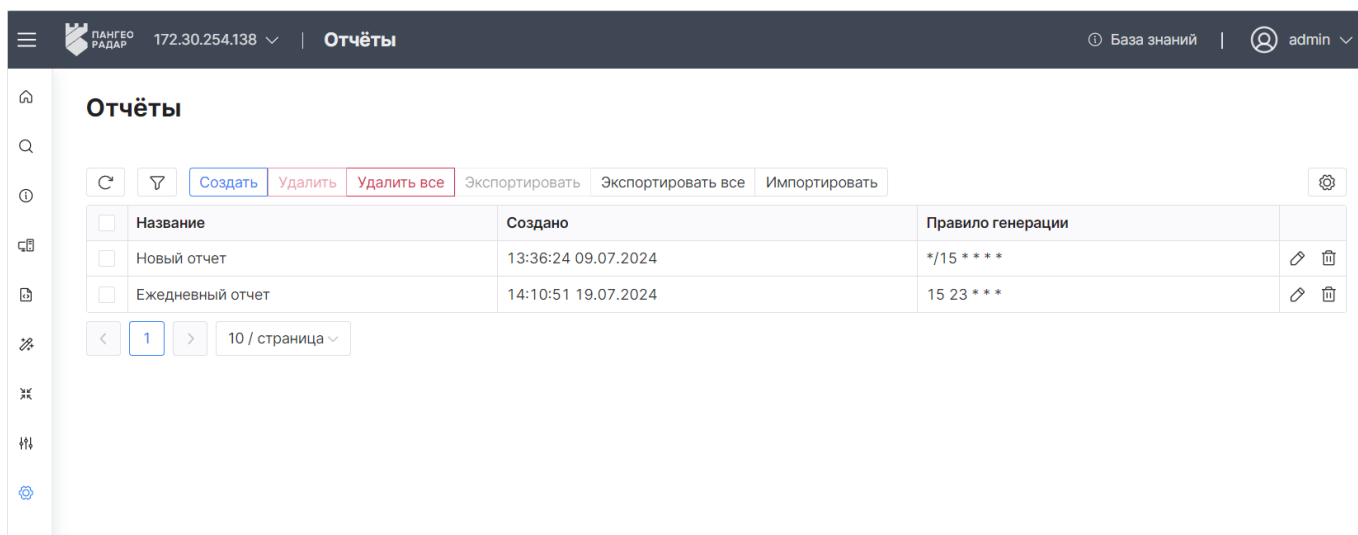 ПАНГЕО РАДАР 172.30.254.138 | Отчёты База знаний | admin
Отчёты
Создать Удалить Удалить все Экспортировать Экспортировать все Импортировать
Название Создано Правило генерации
Новый отчет 13:36:24 09.07.2024 */15 * * * *
Ежедневный отчет 14:10:51 19.07.2024 15 23 * * *
1 10 / страница